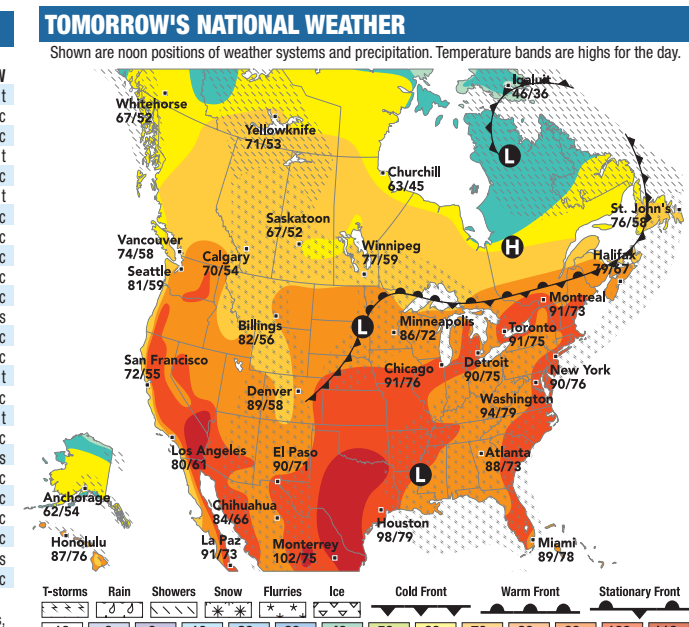 TOMORROW'S NATIONAL WEATHER
Shown are noon positions of weather systems and precipitation. Temperature bands are highs for the day.
Iqaluit
46/36
Whitehorse
67/52
Yellowknife
71/53
L
Churchill
63/45
St. John's
76/58
Saskatoon
67/52
Vancouver
74/58
Winnipeg
77/59
H
Calgary
70/54
Halifax
79/67
Seattle
81/59
Montreal
91/73
Billings
82/56
L
Minneapolis
86/72
Toronto
91/75
San Francisco
72/55
Chicago
91/76
Detroit
90/75
New York
90/76
Denver
89/58
Washington
94/79
Los Angeles
80/61
El Paso
90/71
Atlanta
88/73
L
Anchorage
62/54
Chihuahua
84/66
Houston
98/79
Honolulu
87/76
La Paz
91/73
Monterrey
102/75
Miami
89/78
T-storms Rain Showers Snow Flurries Ice Cold Front Warm Front Stationary Front